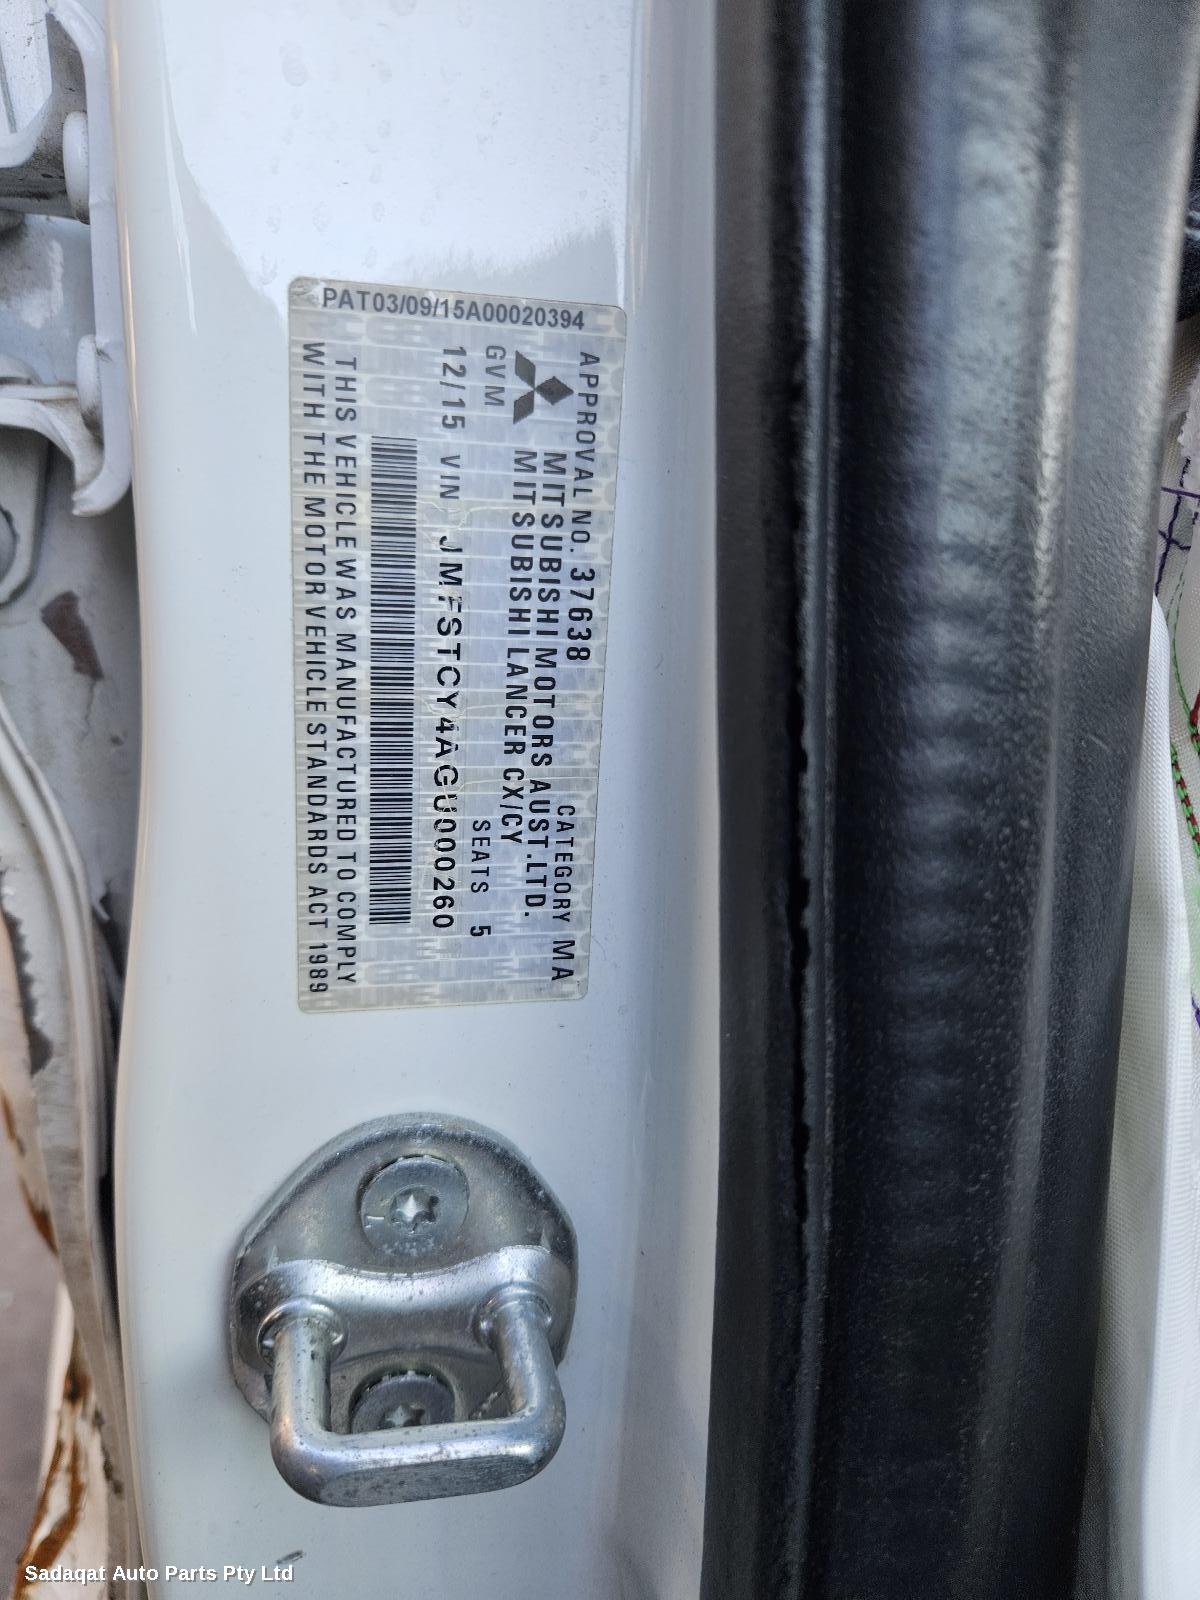 PAT03/09/15A00020394
APPROVAL NO. 37638 CATEGORY MA
MITSUBISHI MOTORS AUST.LTD.
MITSUBISHI LANCER CX/CY
GVM SEATS 5
12/15 VIN JMFSTCY4AGU000260
THIS VEHICLE WAS MANUFACTURED TO COMPLY
WITH THE MOTOR VEHICLE STANDARDS ACT 1989
Sadaqat Auto Parts Pty Ltd